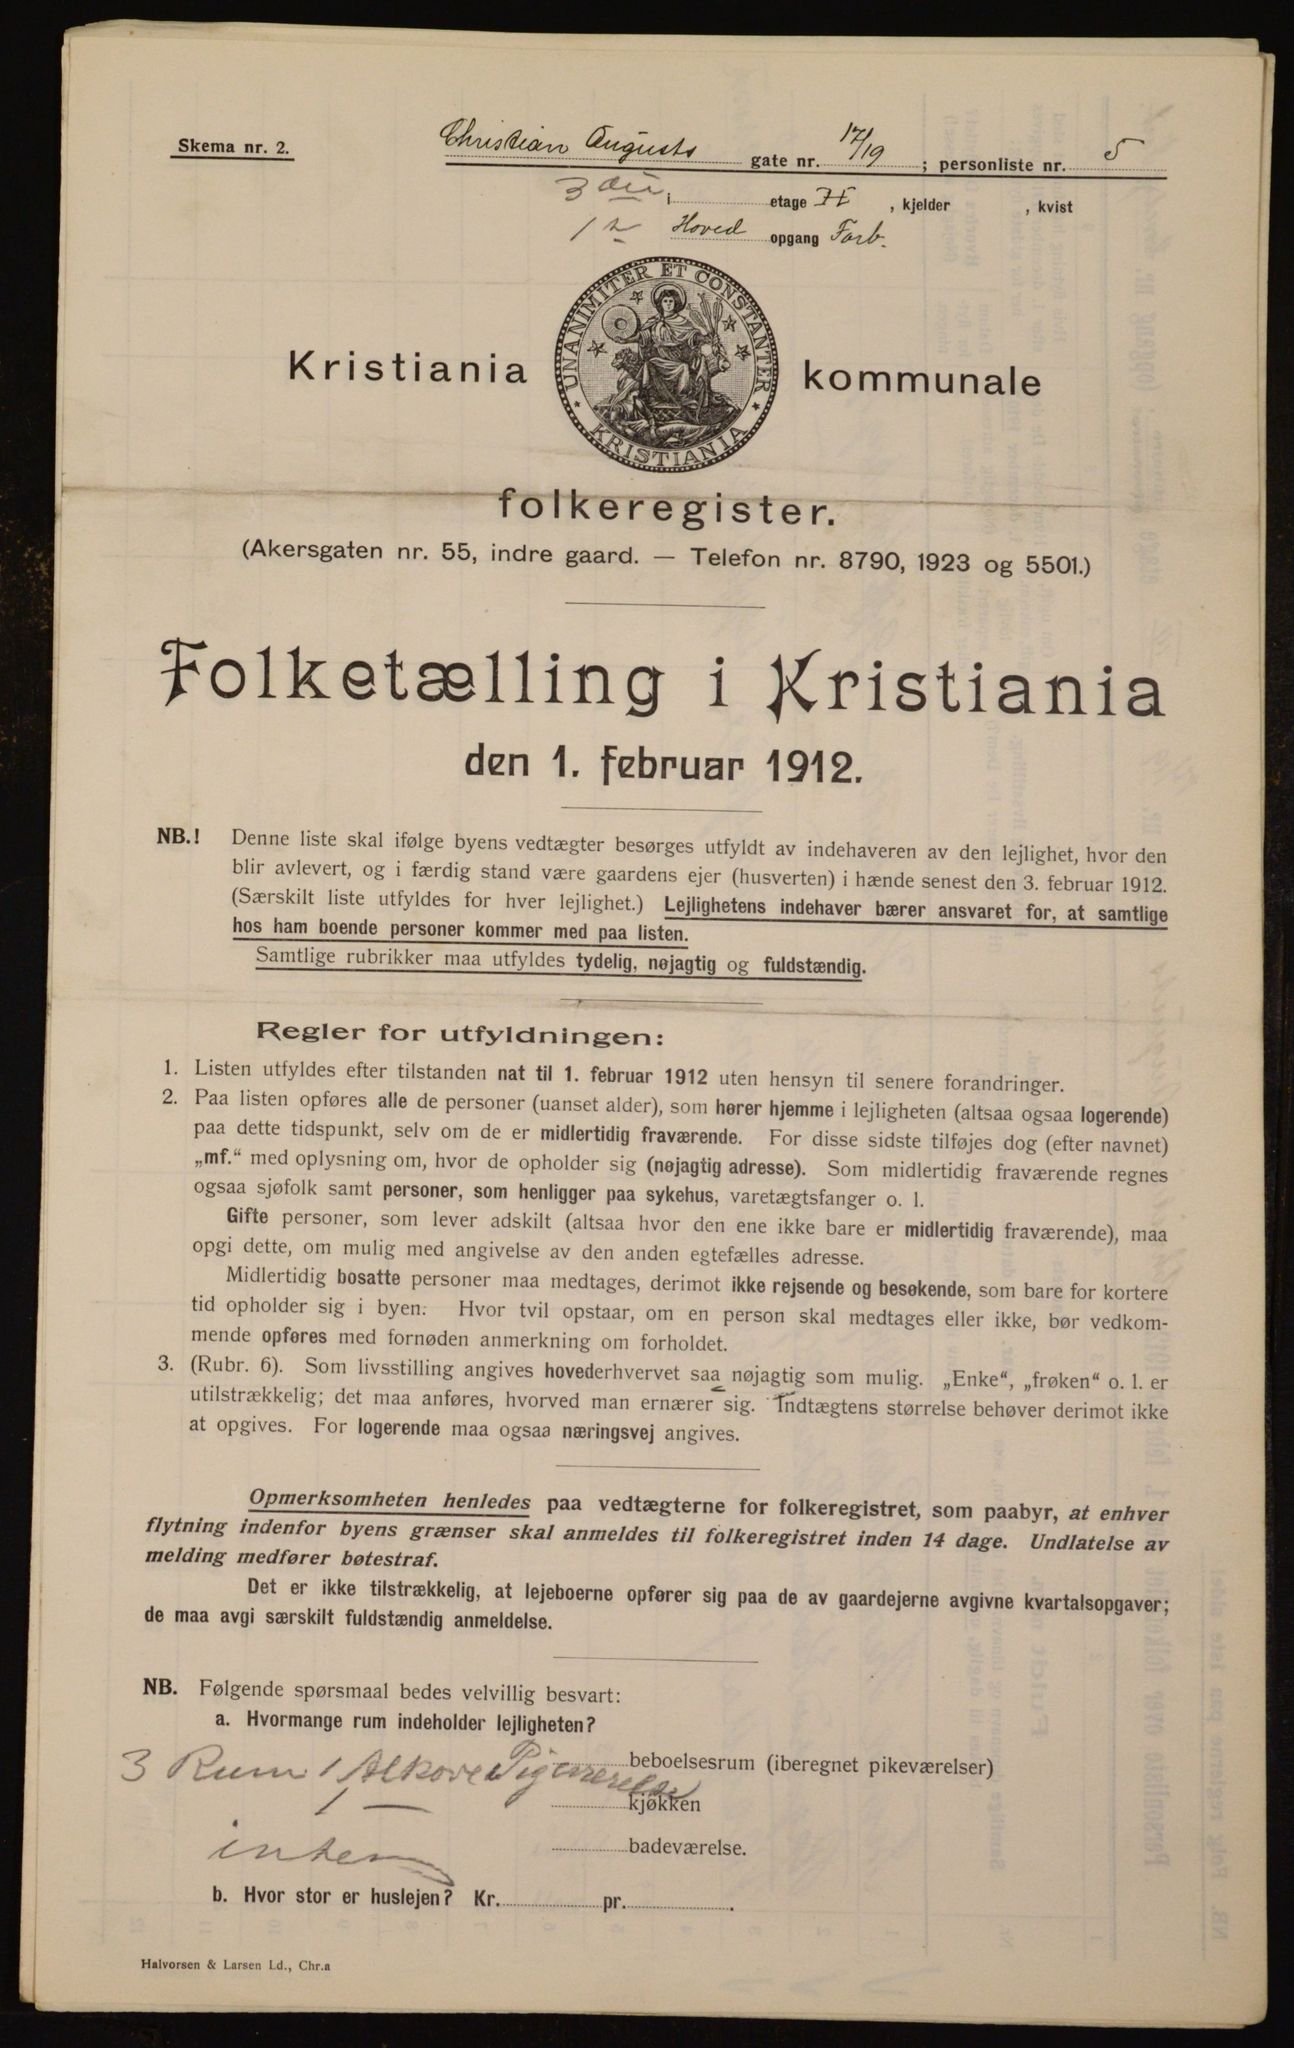 Skema nr. 2.
Christian Augusts gate nr. 17/19 ; personliste nr. 5
3 i etage II , kjelder , kvist
1 Hoved opgang Forb.
UNANIMITER ET CONSTANTER
KRISTIANIA
Kristiania kommunale
folkeregister.
(Akersgaten nr. 55, indre gaard. — Telefon nr. 8790, 1923 og 5501.)
Folketælling i Kristiania
den 1. februar 1912.
NB.! Denne liste skal ifølge byens vedtægter besørges utfyldt av indehaveren av den lejlighet, hvor den
blir avlevert, og i færdig stand være gaardens ejer (husverten) i hænde senest den 3. februar 1912.
(Særskilt liste utfyldes for hver lejlighet.) Lejlighetens indehaver bærer ansvaret for, at samtlige
hos ham boende personer kommer med paa listen.
Samtlige rubrikker maa utfyldes tydelig, nøjagtig og fuldstændig.
Regler for utfyldningen:
1. Listen utfyldes efter tilstanden nat til 1. februar 1912 uten hensyn til senere forandringer.
2. Paa listen opføres alle de personer (uanset alder), som hører hjemme i lejligheten (altsaa ogsaa logerende)
paa dette tidspunkt, selv om de er midlertidig fraværende. For disse sidste tilføjes dog (efter navnet)
„mf.“ med oplysning om, hvor de opholder sig (nøjagtig adresse). Som midlertidig fraværende regnes
ogsaa sjøfolk samt personer, som henligger paa sykehus, varetægtsfanger o. l.
Gifte personer, som lever adskilt (altsaa hvor den ene ikke bare er midlertidig fraværende), maa
opgi dette, om mulig med angivelse av den anden egtefælles adresse.
Midlertidig bosatte personer maa medtages, derimot ikke rejsende og besøkende, som bare for kortere
tid opholder sig i byen. Hvor tvil opstaar, om en person skal medtages eller ikke, bør vedkom-
mende opføres med fornøden anmerkning om forholdet.
3. (Rubr. 6). Som livsstilling angives hovederhvervet saa nøjagtig som mulig. „Enke“, „frøken“ o. l. er
utilstrækkelig; det maa anføres, hvorved man ernærer sig. Indtægtens størrelse behøver derimot ikke
at opgives. For logerende maa ogsaa næringsvej angives.
Opmerksomheten henledes paa vedtægterne for folkeregistret, som paabyr, at enhver
flytning indenfor byens grænser skal anmeldes til folkeregistret inden 14 dage. Undlatelse av
melding medfører bøtestraf.
Det er ikke tilstrækkelig, at lejeboerne opfører sig paa de av gaardejerne avgivne kvartalsopgaver;
de maa avgi særskilt fuldstændig anmeldelse.
NB. Følgende spørsmaal bedes velvillig besvart:
a. Hvormange rum indeholder lejligheten?
3 Rum 1 Alkove Pigeværelse beboelsesrum (iberegnet pikeværelser)
1 — kjøkken
inten badeværelse.
b. Hvor stor er huslejen? Kr. pr. .
Halvorsen & Larsen Ld., Chr.a